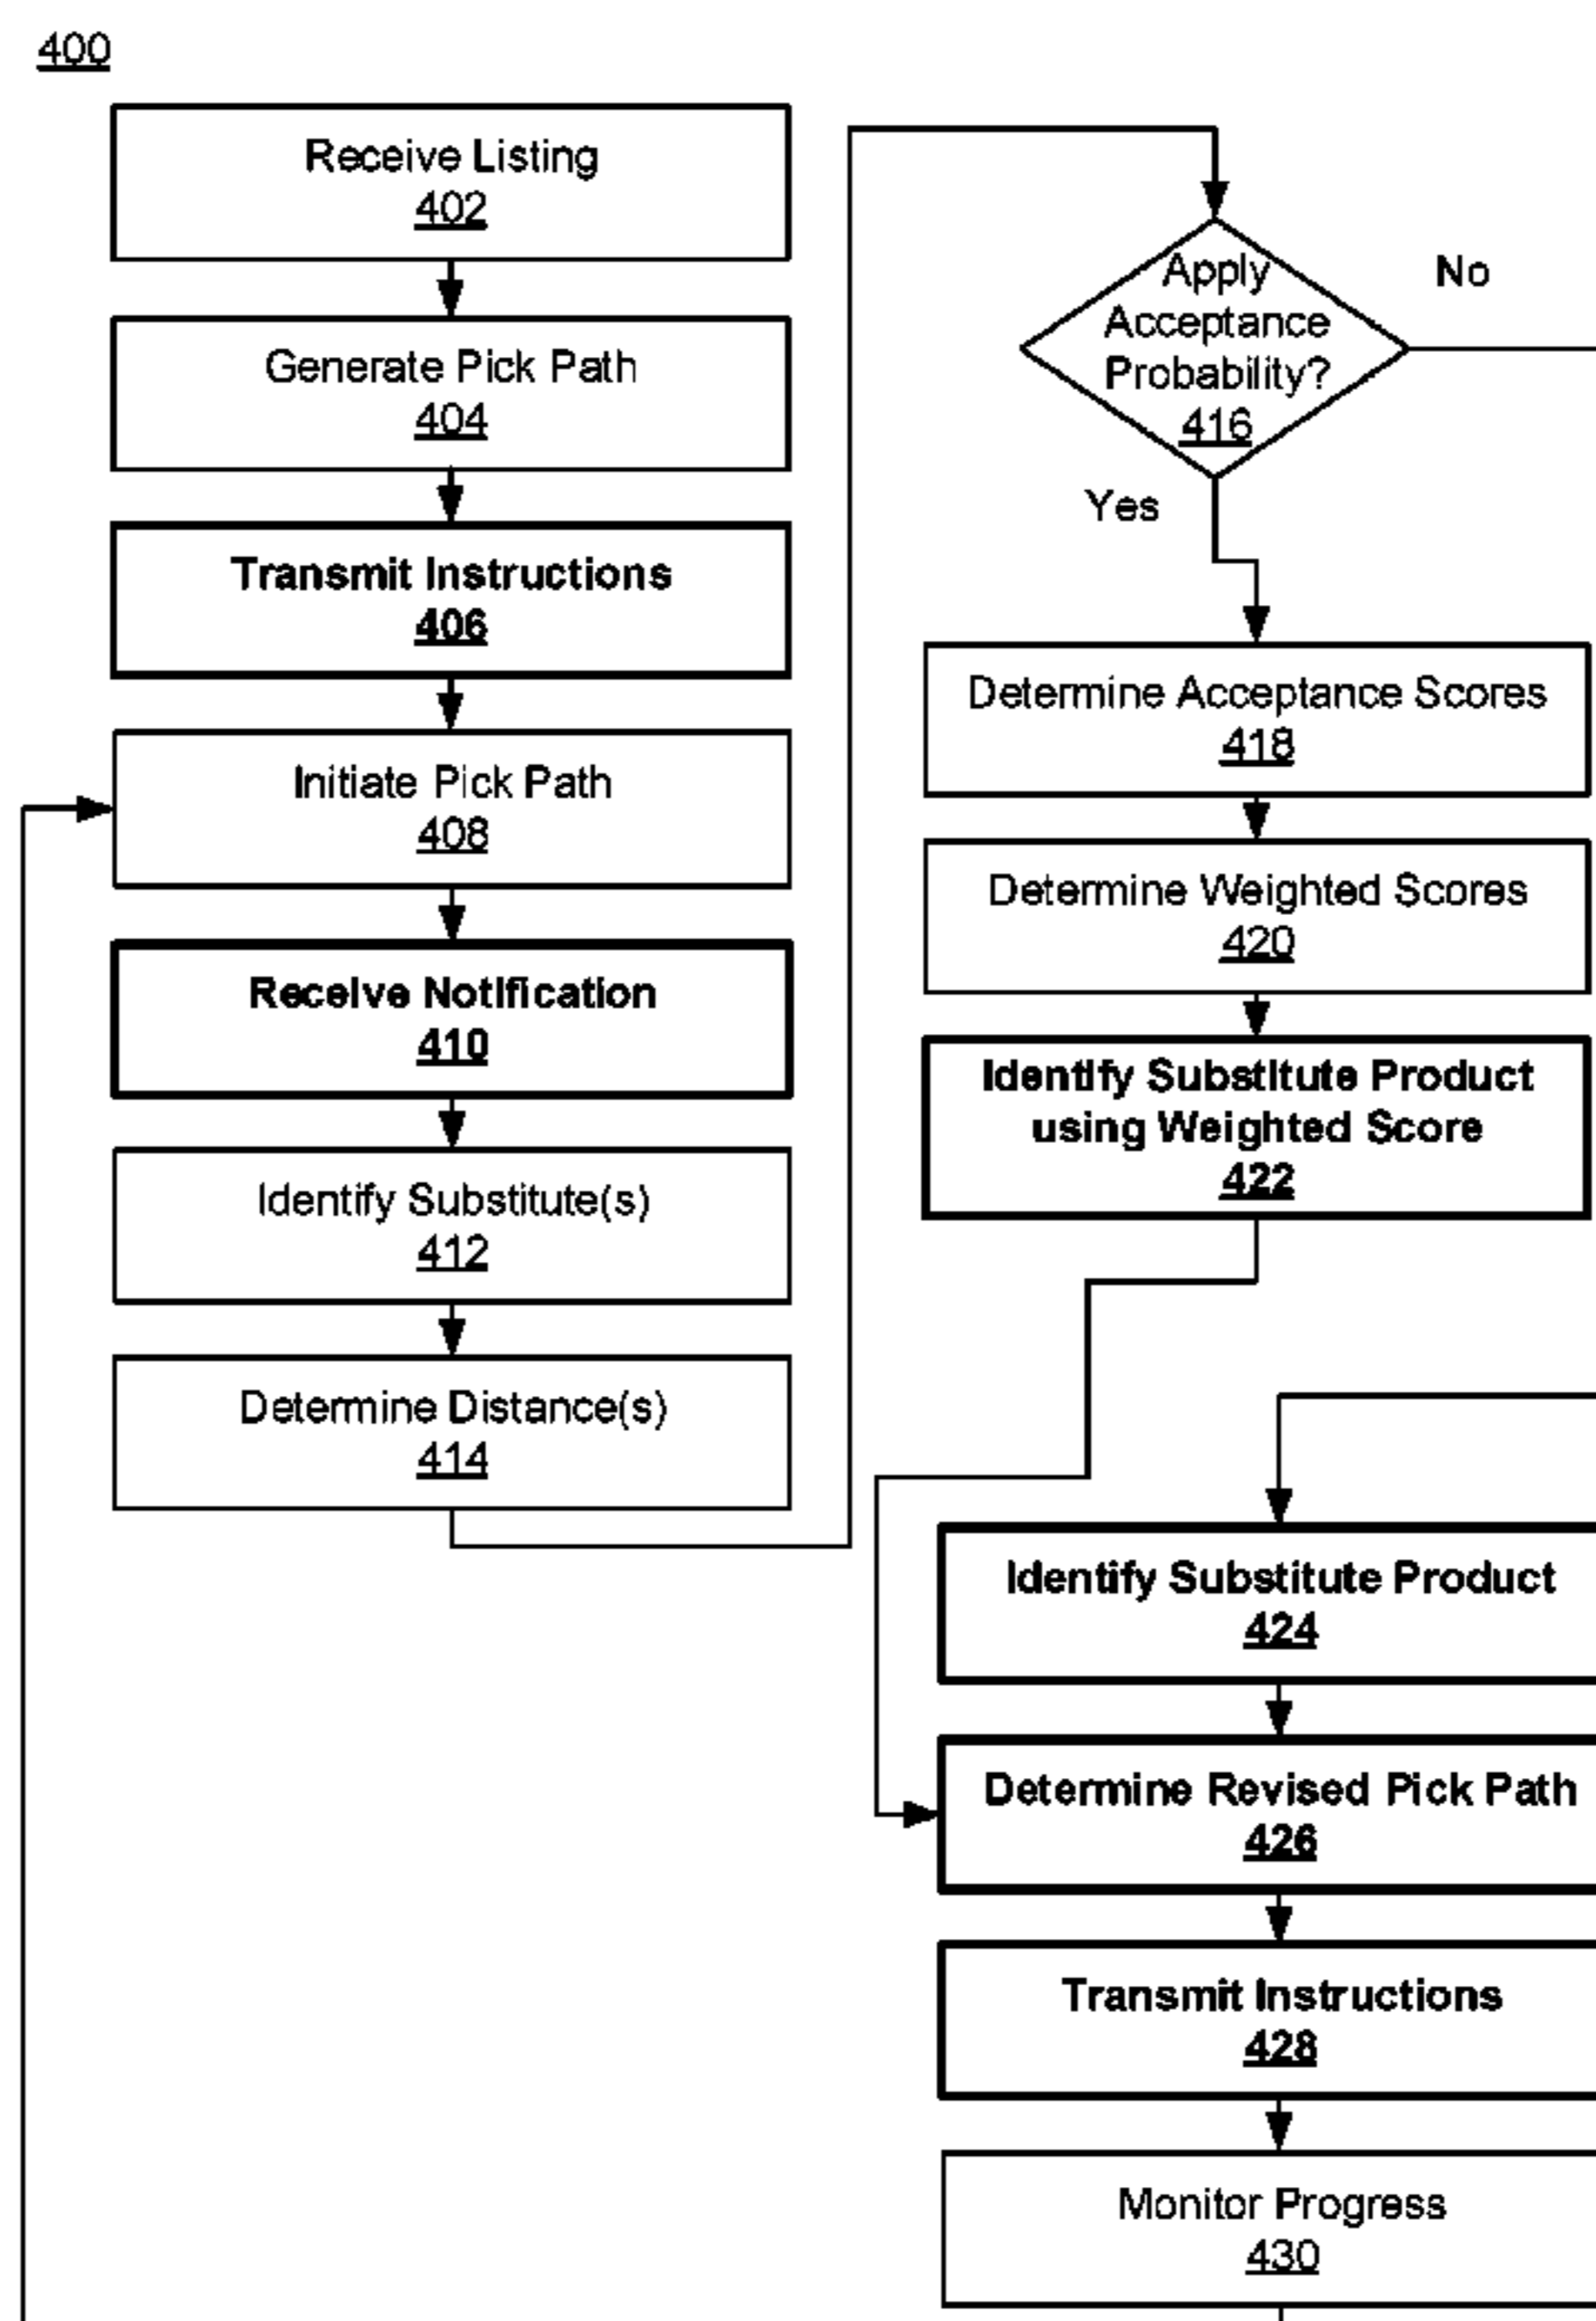 400
Receive Listing
402
Generate Pick Path
404
Transmit Instructions
406
Initiate Pick Path
408
Receive Notification
410
Identify Substitute(s)
412
Determine Distance(s)
414
Apply
Acceptance
Probability?
416
No
Yes
Determine Acceptance Scores
418
Determine Weighted Scores
420
Identify Substitute Product
using Weighted Score
422
Identify Substitute Product
424
Determine Revised Pick Path
426
Transmit Instructions
428
Monitor Progress
430